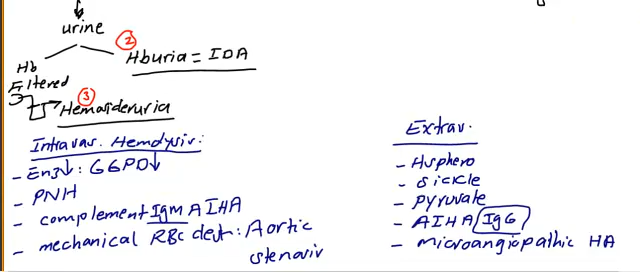 urine
② Hburia = IDA
Hb
Filtered
③ Hemosideruria
Intravas. Hemolysis:
- Enz↓: G6PD↓
- PNH
- complement IgM AIHA
- mechanical RBC dest: Aortic
stenosis
Extrav.
- Hsphero
- sickle
- pyruvate
- AIHA IgG
- microangiopathic HA